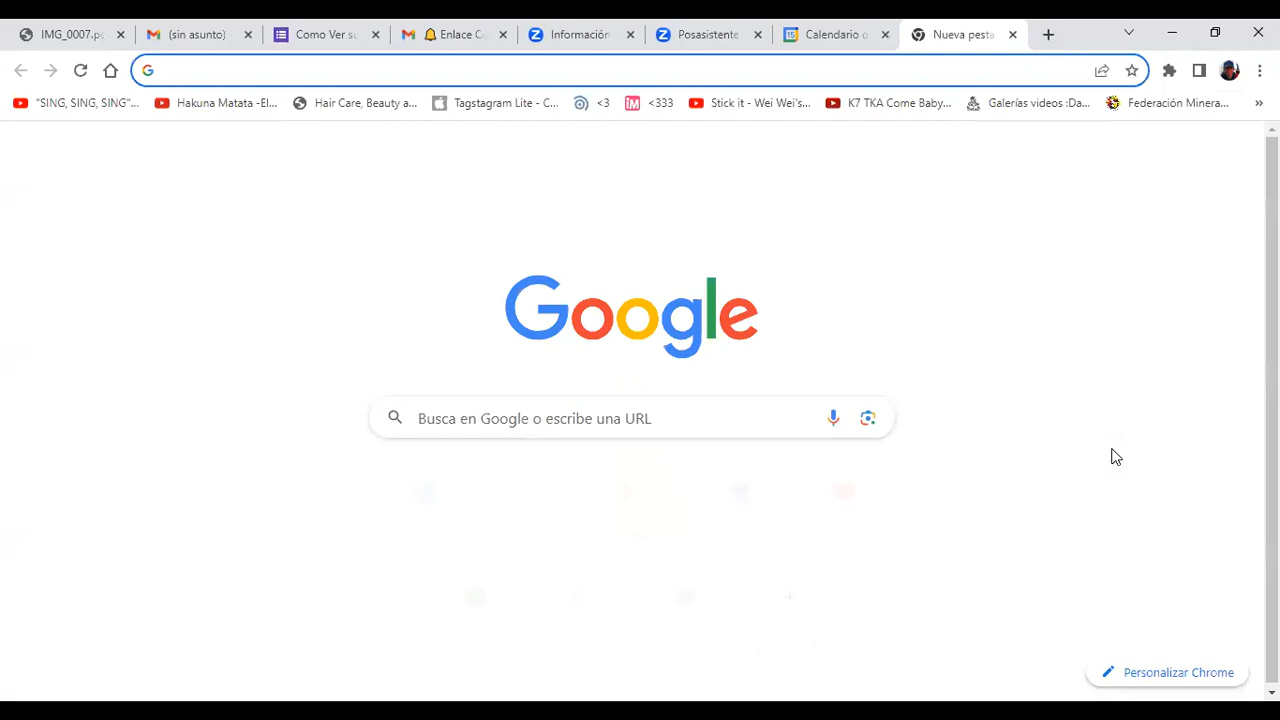 IMG_0007.pd
(sin asunto)
Como Ver su
Enlace C
Información
Posasistente
Calendario o
Nueva pesta
"SING, SING, SING"...
Hakuna Matata -El...
Hair Care, Beauty a...
Tagstagram Lite - C...
<3
<333
Stick it - Wei Wei's...
K7 TKA Come Baby...
Galerías videos :Da...
Federación Minera...
»
Google
Busca en Google o escribe una URL
Personalizar Chrome